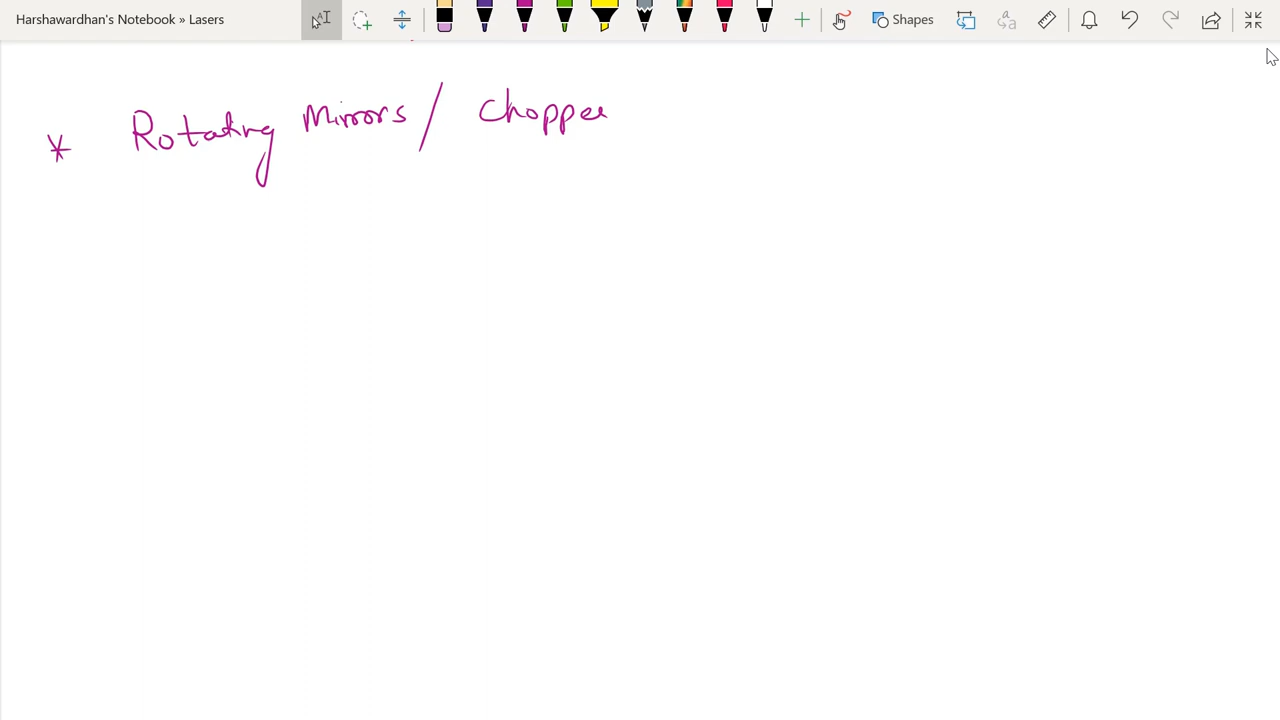 Harshawardhan's Notebook » Lasers
Shapes
* Rotating Mirrors / Chopper